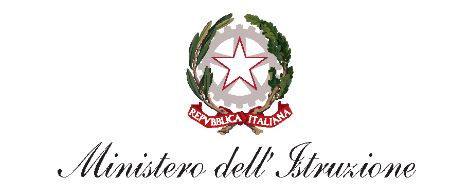 REPVBBLICA ITALIANA
Ministero dell'Istruzione